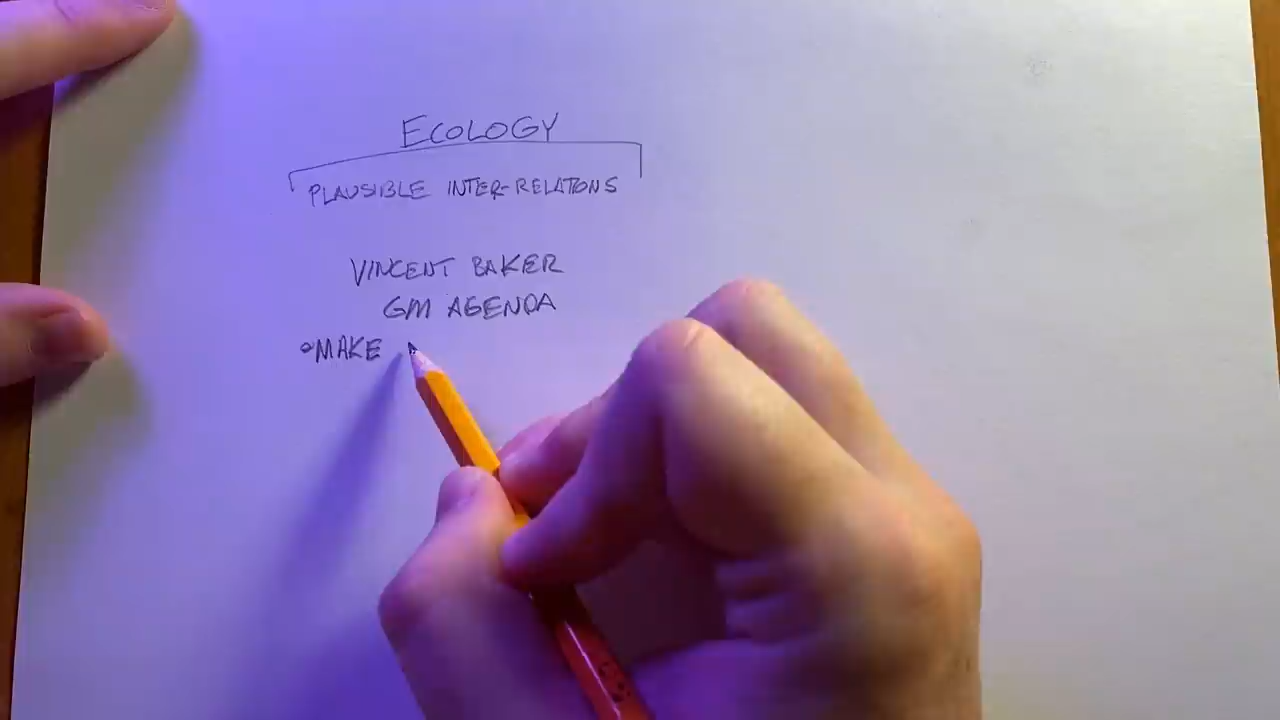 ECOLOGY
PLAUSIBLE INTER-RELATIONS
VINCENT BAKER
GM AGENDA
•MAKE